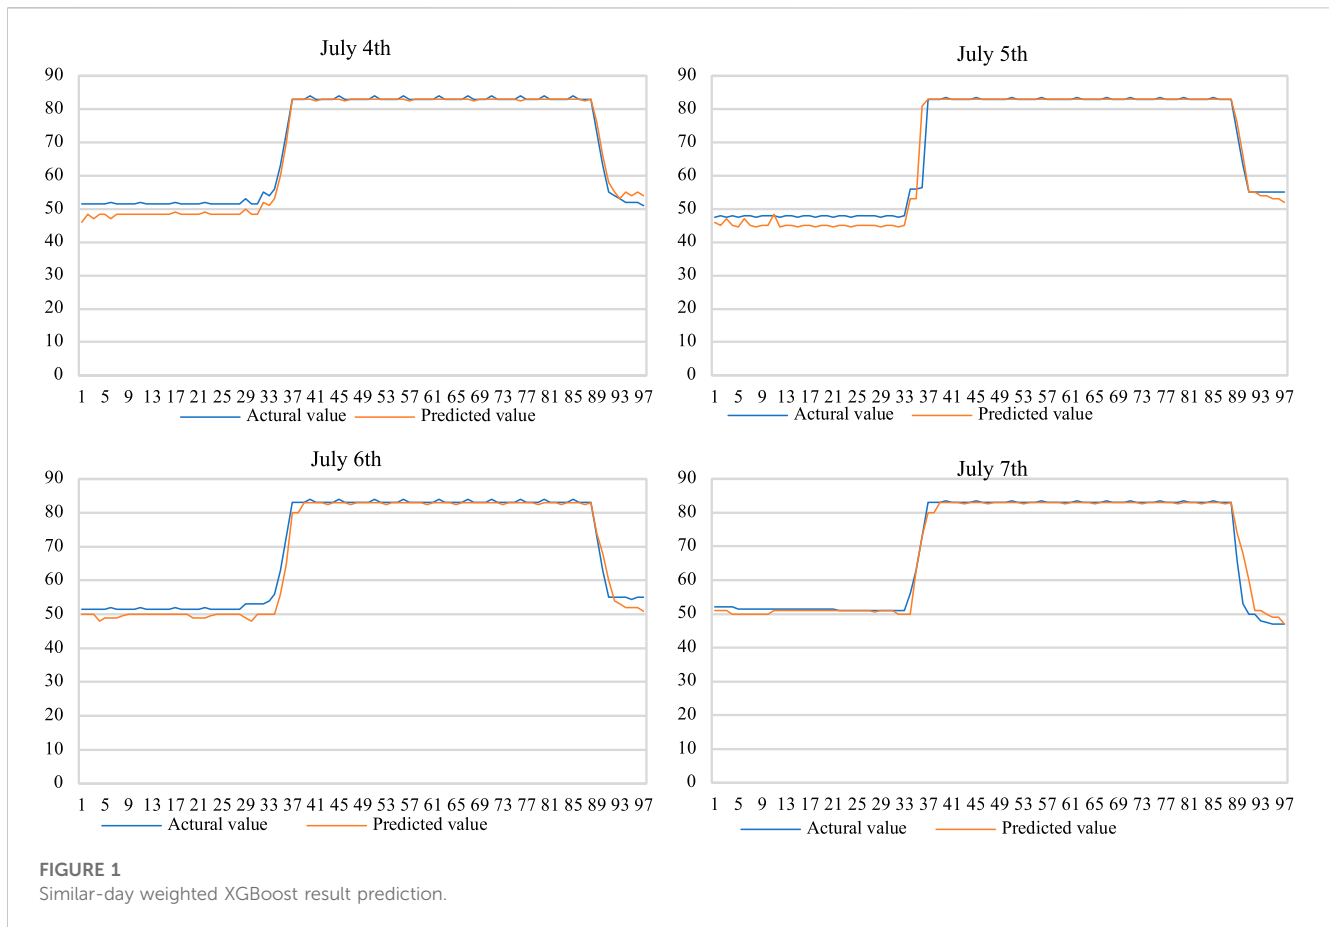 July 4th
90
80
70
60
50
40
30
20
10
0
1 5 9 13 17 21 25 29 33 37 41 45 49 53 57 61 65 69 73 77 81 85 89 93 97
Actural value Predicted value
July 5th
90
80
70
60
50
40
30
20
10
0
1 5 9 13 17 21 25 29 33 37 41 45 49 53 57 61 65 69 73 77 81 85 89 93 97
Actural value Predicted value
July 6th
90
80
70
60
50
40
30
20
10
0
1 5 9 13 17 21 25 29 33 37 41 45 49 53 57 61 65 69 73 77 81 85 89 93 97
Actural value Predicted value
July 7th
90
80
70
60
50
40
30
20
10
0
1 5 9 13 17 21 25 29 33 37 41 45 49 53 57 61 65 69 73 77 81 85 89 93 97
Actural value Predicted value
FIGURE 1
Similar-day weighted XGBoost result prediction.